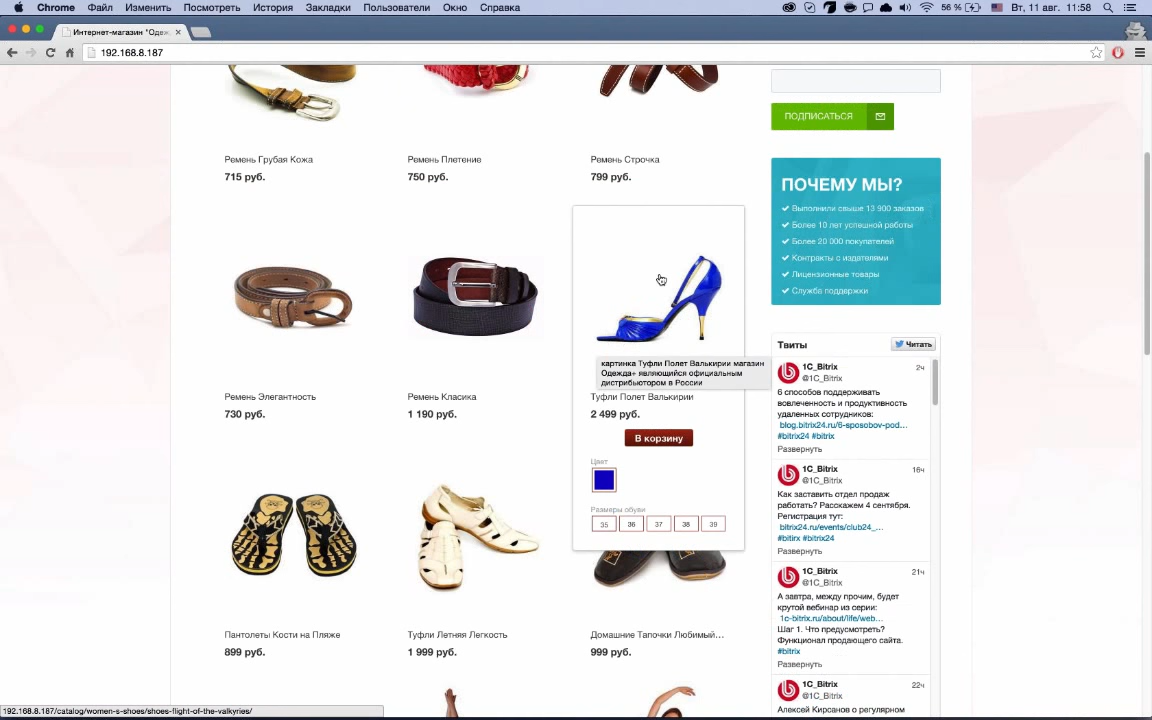 Chrome Файл Изменить Посмотреть История Закладки Пользователи Окно Справка
56 % Вт, 11 авг. 11:58
Интернет-магазин "Одеж
192.168.8.187
ПОДПИСАТЬСЯ
Ремень Грубая Кожа
715 руб.
Ремень Плетение
750 руб.
Ремень Строчка
799 руб.
ПОЧЕМУ МЫ?
Выполнили свыше 13 900 заказов
Более 10 лет успешной работы
Более 20 000 покупателей
Контракты с издателями
Лицензионные товары
Служба поддержки
Ремень Элегантность
730 руб.
Ремень Класика
1 190 руб.
картинка Туфли Полет Валькирии магазин
Одежда+ являющийся официальным
дистрибьютором в России
Туфли Полет Валькирии
2 499 руб.
В корзину
Цвет
Размеры обуви
35 36 37 38 39
Твиты
Читать
1C_Bitrix 2ч
@1C_Bitrix
6 способов поддерживать
вовлеченность и продуктивность
удаленных сотрудников:
blog.bitrix24.ru/6-sposobov-pod...
#bitrix24 #bitrix
Развернуть
1C_Bitrix 16ч
@1C_Bitrix
Как заставить отдел продаж
работать? Расскажем 4 сентября.
Регистрация тут:
bitrix24.ru/events/club24_...
#bitirx #bitrix24
Развернуть
1C_Bitrix 21ч
@1C_Bitrix
А завтра, между прочим, будет
крутой вебинар из серии:
1c-bitrix.ru/about/life/web...
Шаг 1. Что предусмотреть?
Функционал продающего сайта.
#bitrix
Развернуть
1C_Bitrix 22ч
@1C_Bitrix
Алексей Кирсанов о регулярном
Пантолеты Кости на Пляже
899 руб.
Туфли Летняя Легкость
1 999 руб.
Домашние Тапочки Любимый...
999 руб.
192.168.8.187/catalog/women-s-shoes/shoes-flight-of-the-valkyries/